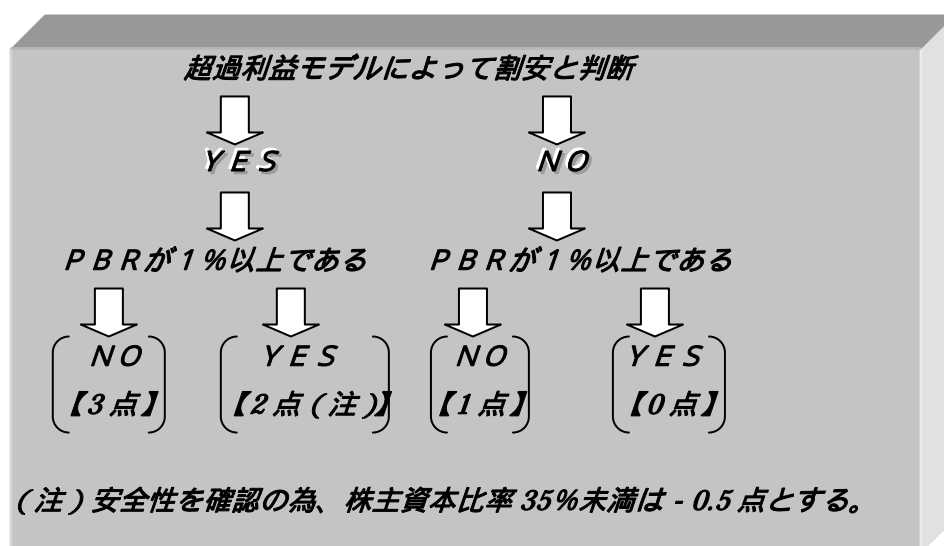 超過利益モデルによって割安と判断
ＹＥＳ ＮＯ
ＰＢＲが１％以上である ＰＢＲが１％以上である
ＮＯ ＹＥＳ ＮＯ ＹＥＳ
【3点】 【2点（注）】 【1点】 【0点】
（注）安全性を確認の為、株主資本比率 35％未満は - 0.5 点とする。